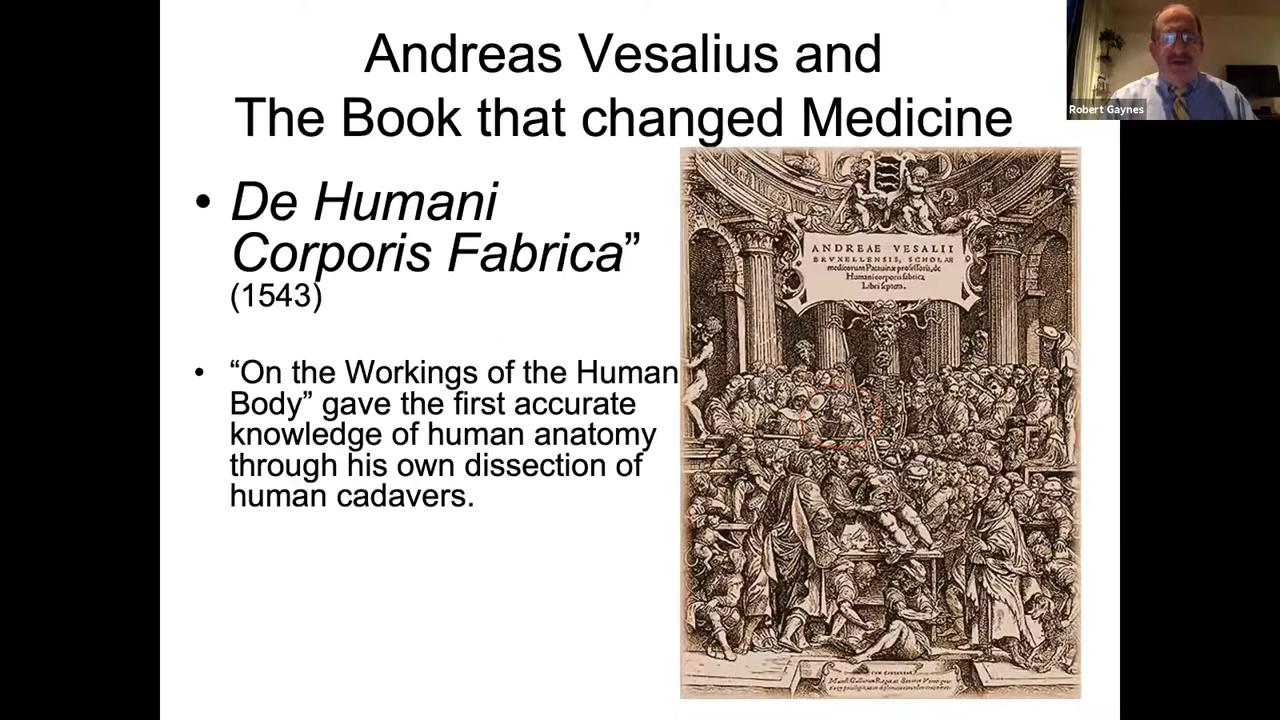 Andreas Vesalius and
The Book that changed Medicine
Robert Gaynes
• De Humani
Corporis Fabrica”
(1543)
• “On the Workings of the Human
Body” gave the first accurate
knowledge of human anatomy
through his own dissection of
human cadavers.
ANDREAE VESALII
BRVXELLENSIS, SCHOLAE
medicorum Patauinæ professoris, de
Humani corporis fabrica
Libri septem.